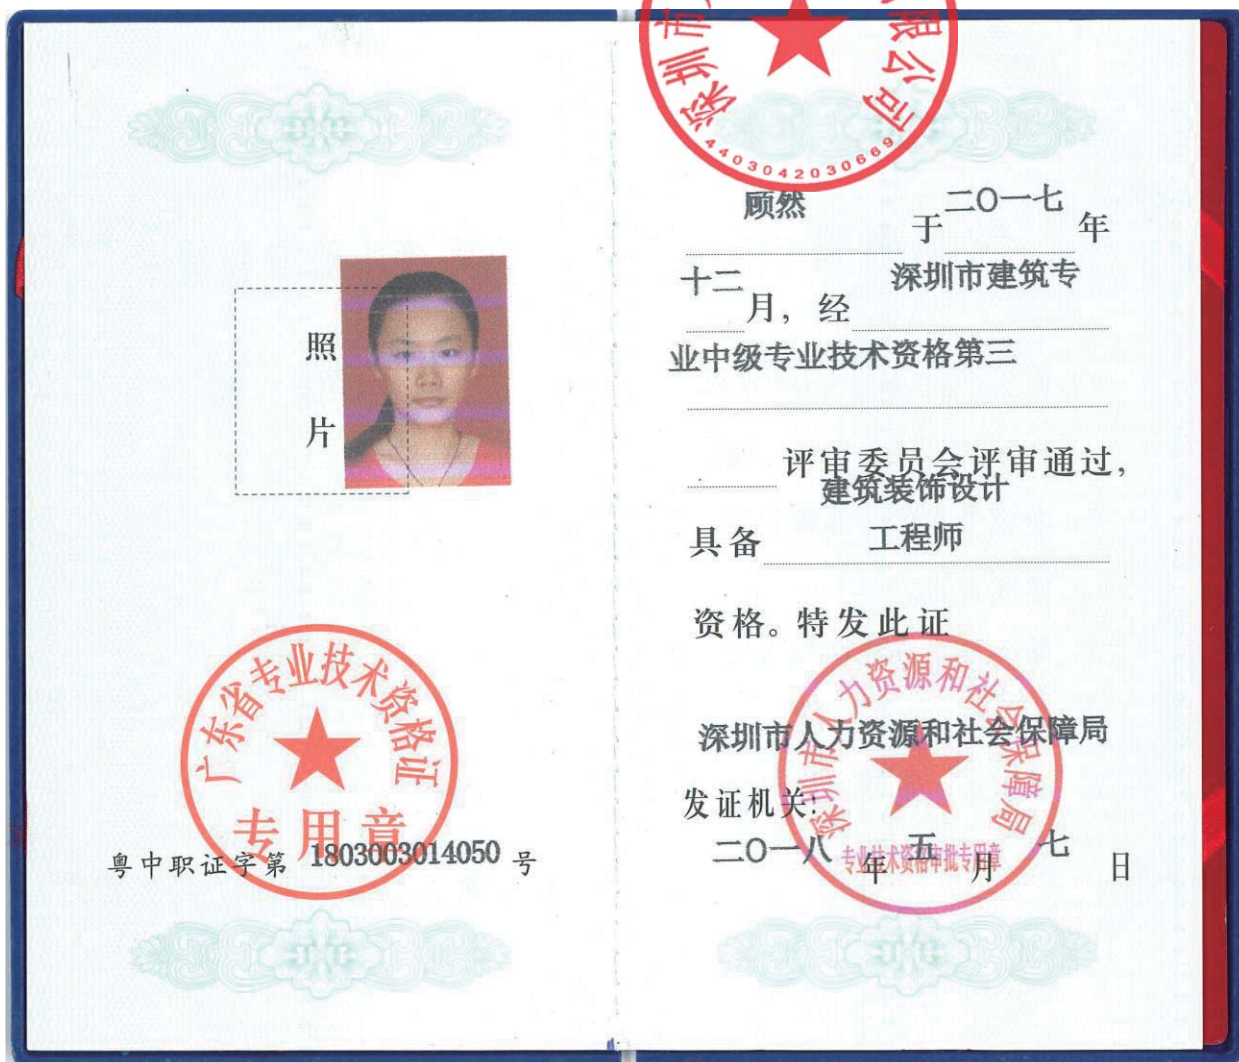 照
片
广东省专业技术资格证
专用章
粤中职证字第 1803003014050 号
深圳市
限公司
4403042030669
顾然 于 二〇一七 年
十二 月，经 深圳市建筑专
业中级专业技术资格第三
评审委员会评审通过，
建筑装饰设计
具备 工程师
资格。特发此证
深圳市人力资源和社会保障局
深圳市人力资源和社会保障局
发证机关：
二〇一八 年 五 月 七 日
专业技术资格审批专用章